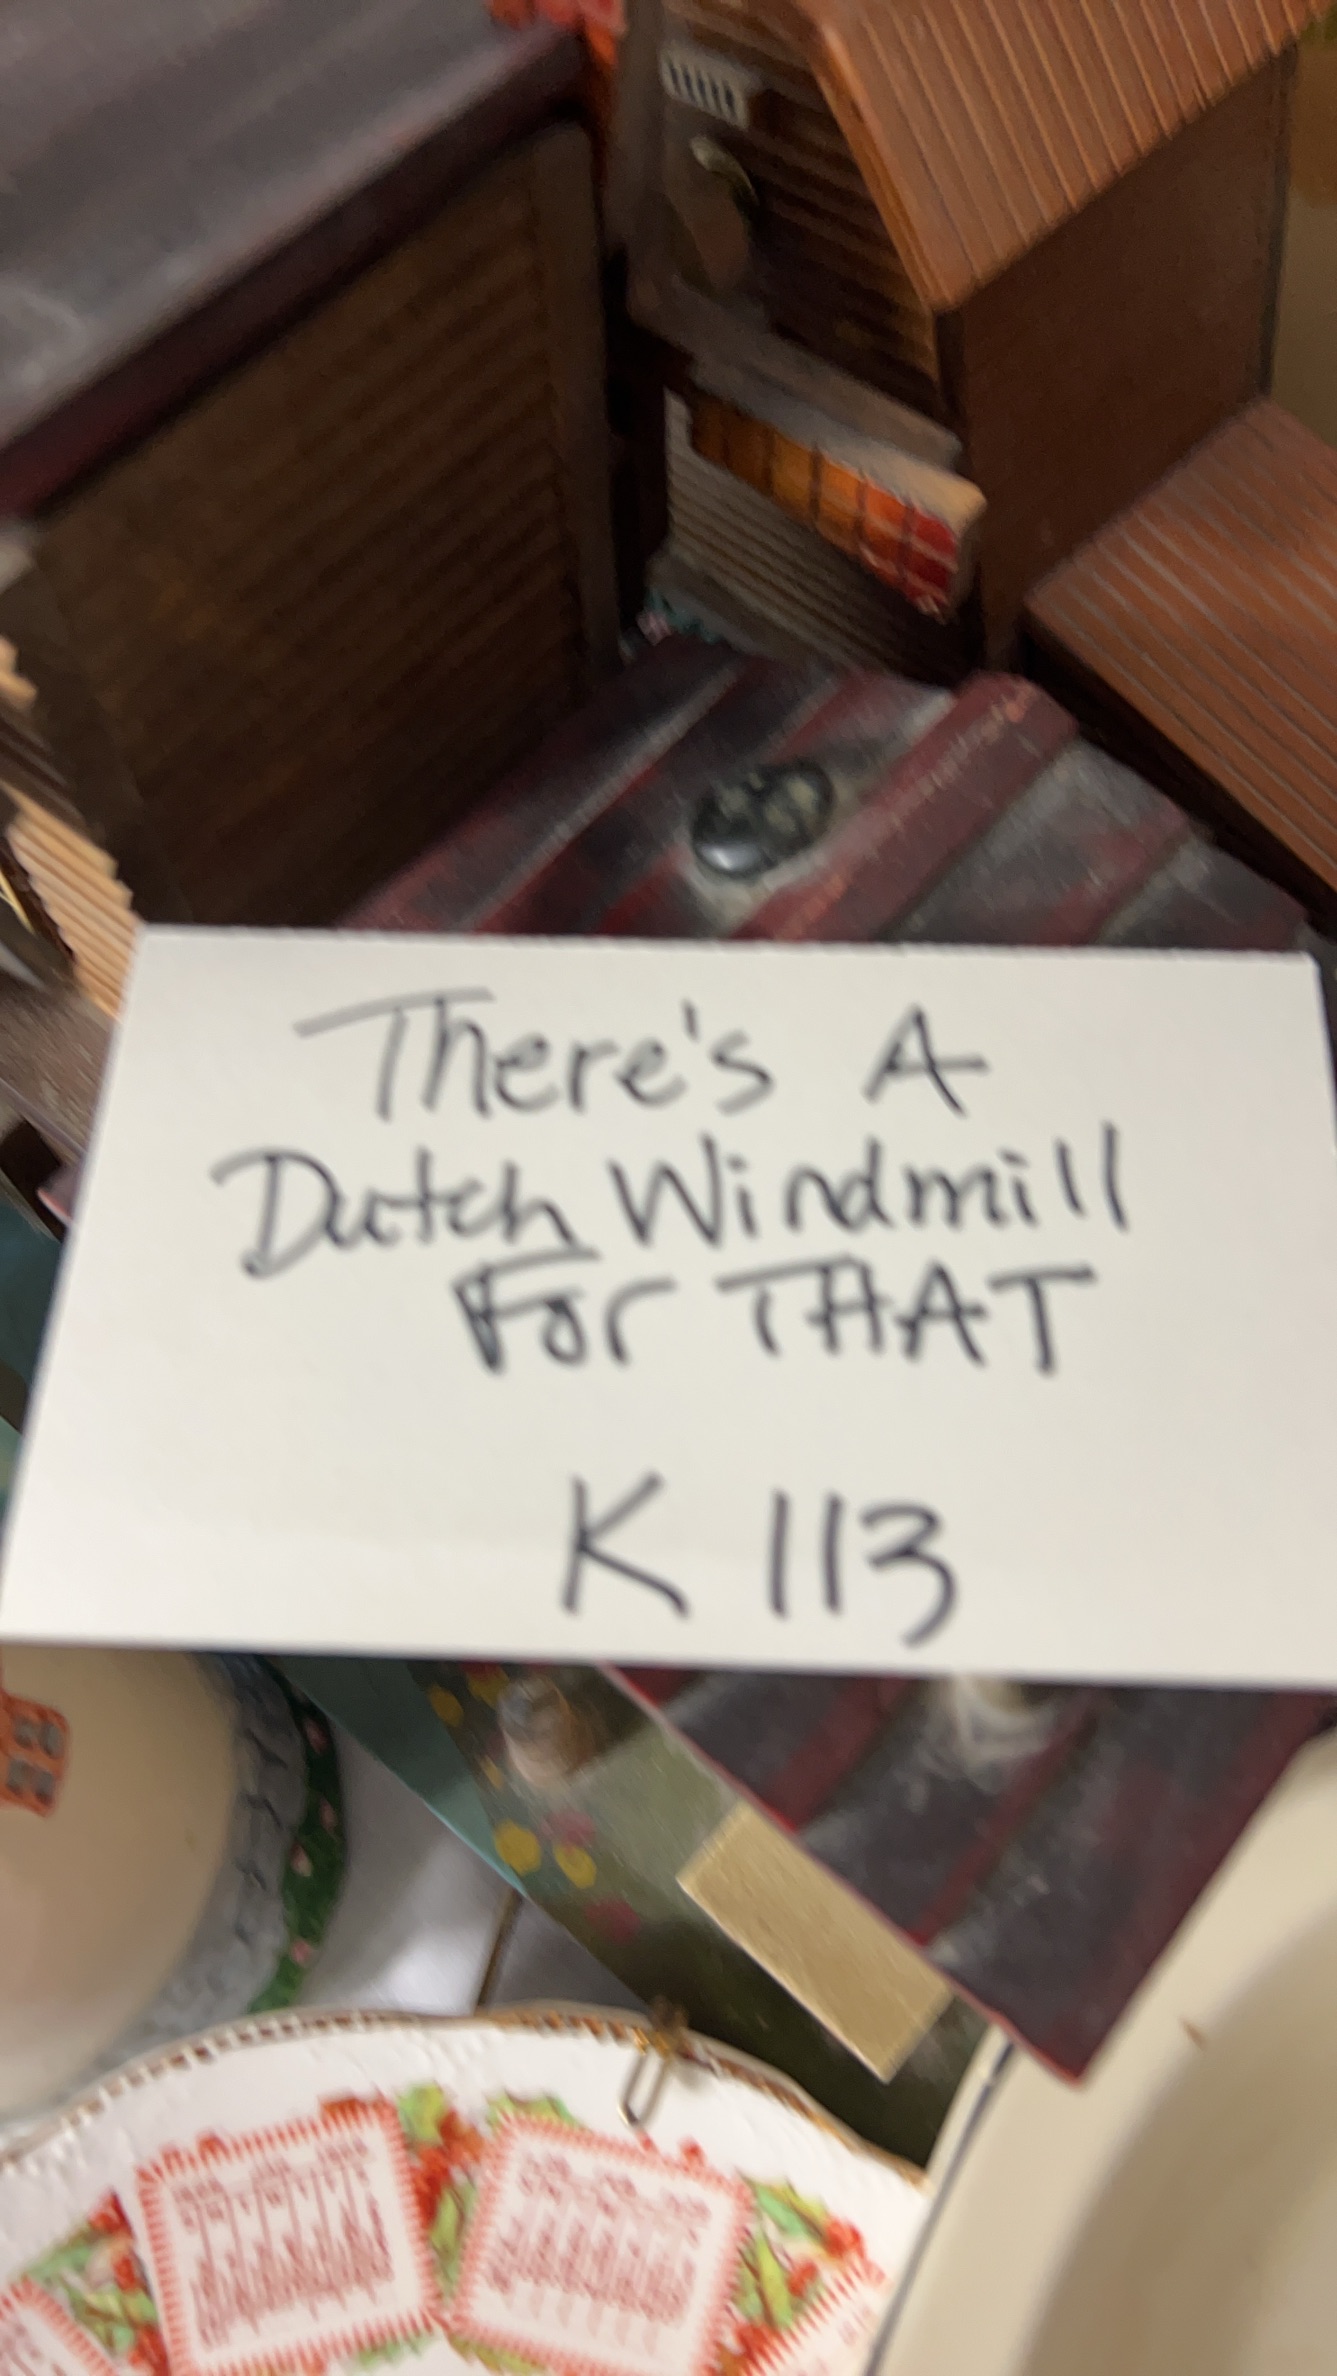 There's A
Dutch Windmill
For THAT
K 113